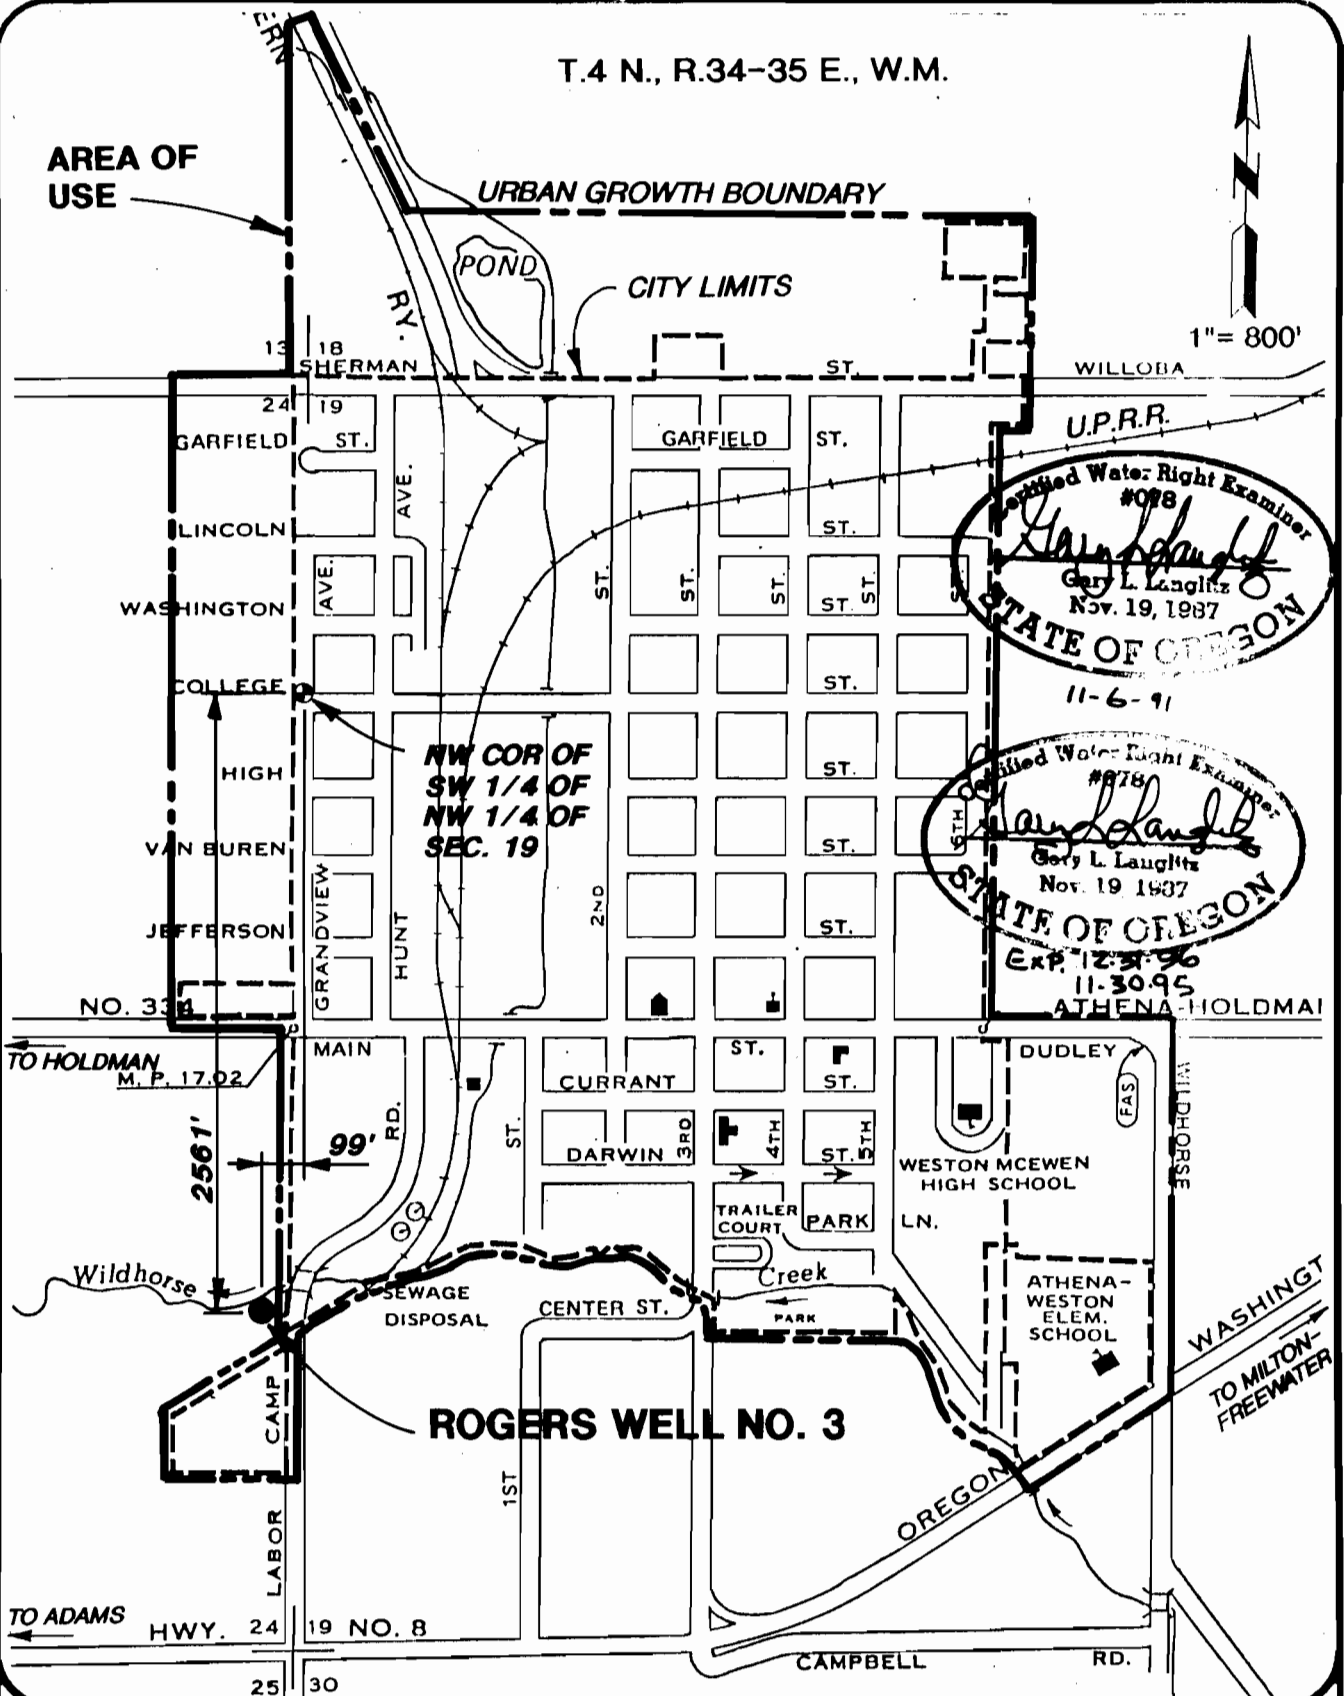 ERN
T.4 N., R.34-35 E., W.M.
AREA OF
USE
URBAN GROWTH BOUNDARY
POND
CITY LIMITS
RY.
1"= 800'
13 18
SHERMAN ST. WILLOBA
24 19
U.P.R.R.
GARFIELD ST. GARFIELD ST.
AVE.
LINCOLN ST.
Certified Water Right Examiner
#078
Gary L. Langlitz
Nov. 19, 1987
STATE OF OREGON
11-6-91
AVE. ST. ST. ST. ST. ST.
WASHINGTON ST.
COLLEGE ST.
NW COR OF
SW 1/4 OF
NW 1/4 OF
SEC. 19
HIGH ST.
VAN BUREN ST.
6TH
Certified Water Right Examiner
#078
Gary L. Langlitz
Nov. 19 1987
STATE OF OREGON
EXP. 12-31-96
11-30-95
GRANDVIEW
HUNT
2ND
JEFFERSON ST.
NO. 334
ATHENA-HOLDMAI
TO HOLDMAN
M. P. 17.02
MAIN ST.
DUDLEY
CURRANT ST.
FAS
WILDHORSE
2561'
99'
RD.
ST.
DARWIN ST.
3RD
4TH
5TH
WESTON MCEWEN
HIGH SCHOOL
TRAILER
COURT
PARK LN.
Wildhorse
Creek
SEWAGE
DISPOSAL
CENTER ST.
PARK
ATHENA-
WESTON
ELEM.
SCHOOL
WASHINGT
TO MILTON-
FREEWATER
ROGERS WELL NO. 3
LABOR CAMP
1ST
OREGON
TO ADAMS
HWY. 24 19 NO. 8
CAMPBELL RD.
25 30